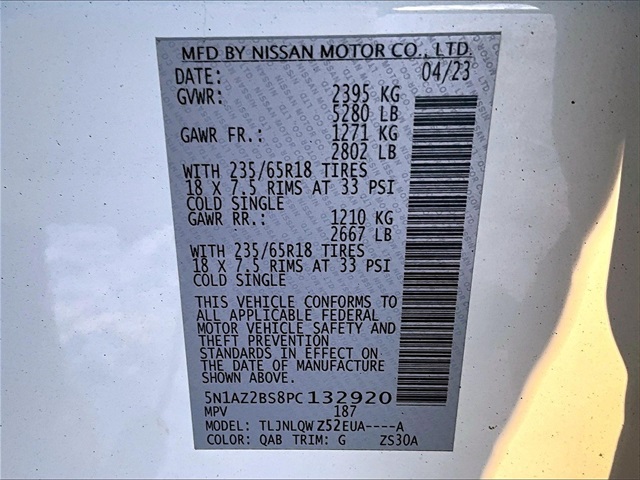 MFD BY NISSAN MOTOR CO., LTD.
DATE: 04/23
GVWR: 2395 KG
5280 LB
GAWR FR.: 1271 KG
2802 LB
WITH 235/65R18 TIRES
18 X 7.5 RIMS AT 33 PSI
COLD SINGLE
GAWR RR.: 1210 KG
2667 LB
WITH 235/65R18 TIRES
18 X 7.5 RIMS AT 33 PSI
COLD SINGLE
THIS VEHICLE CONFORMS TO
ALL APPLICABLE FEDERAL
MOTOR VEHICLE SAFETY AND
THEFT PREVENTION
STANDARDS IN EFFECT ON
THE DATE OF MANUFACTURE
SHOWN ABOVE.
5N1AZ2BS8PC132920
MPV 187
MODEL: TLJNLQWZ52EUA----A
COLOR: QAB TRIM: G ZS30A